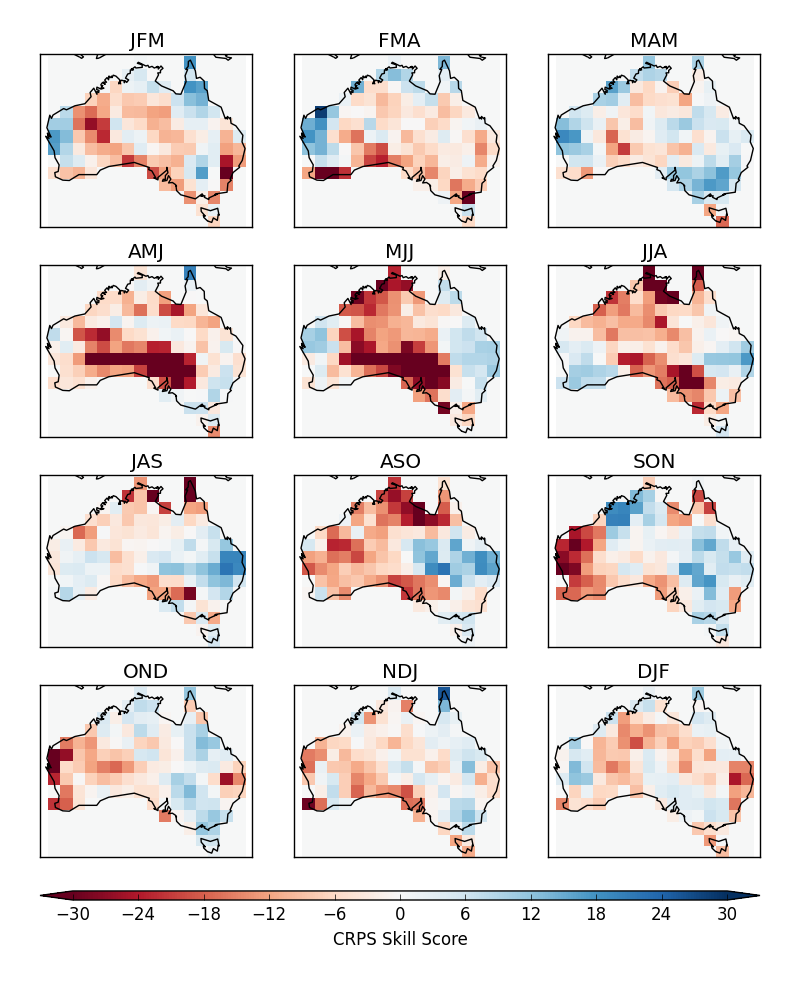 JFM FMA MAM
AMJ MJJ JJA
JAS ASO SON
OND NDJ DJF
−30 −24 −18 −12 −6 0 6 12 18 24 30
CRPS Skill Score